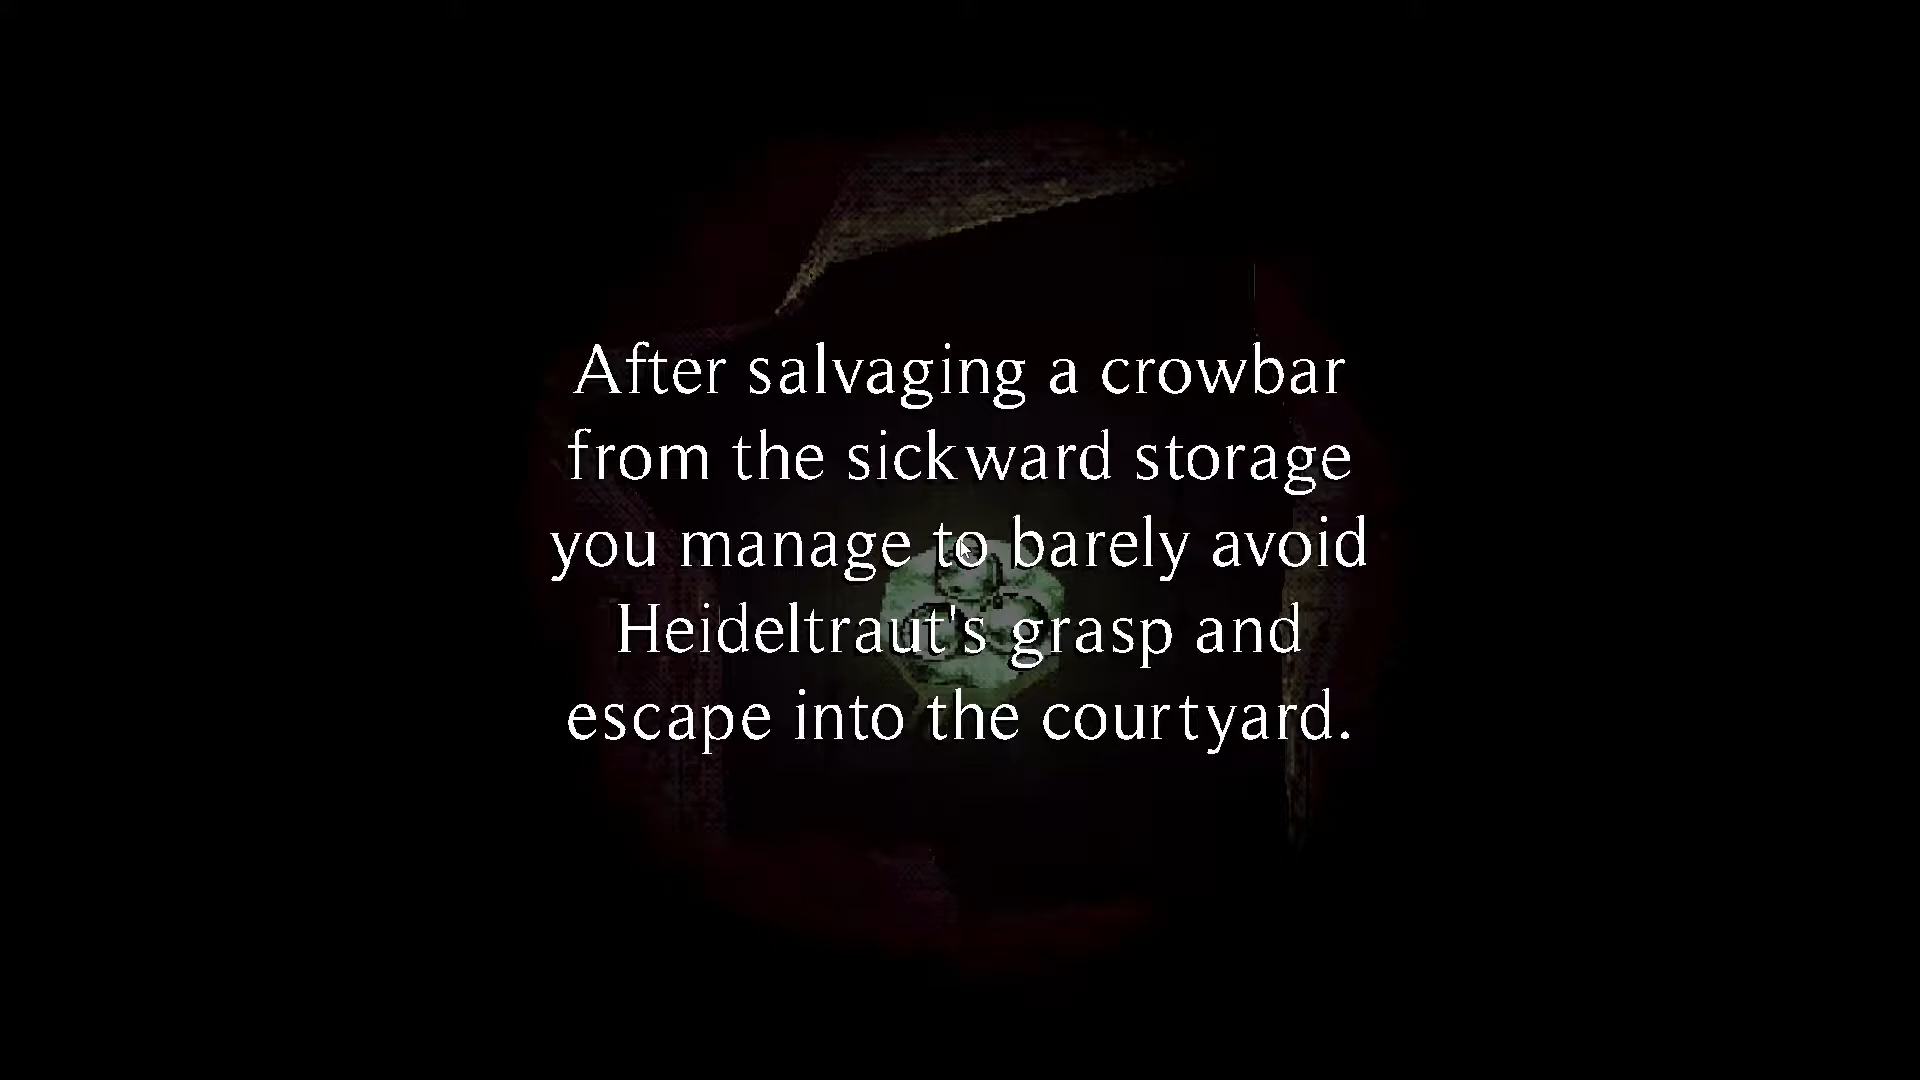 After salvaging a crowbar
from the sickward storage
you manage to barely avoid
Heideltraut's grasp and
escape into the courtyard.